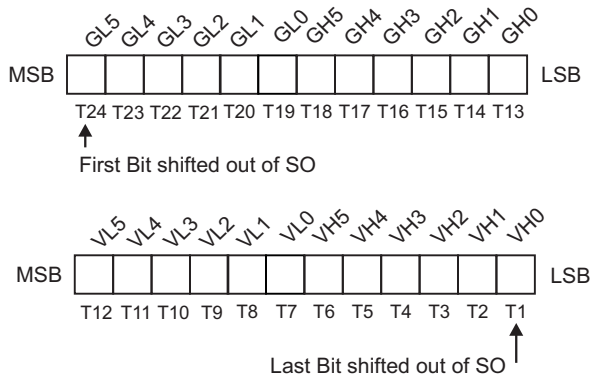 GL5 GL4 GL3 GL2 GL1 GL0 GH5 GH4 GH3 GH2 GH1 GH0
MSB LSB
T24 T23 T22 T21 T20 T19 T18 T17 T16 T15 T14 T13
First Bit shifted out of SO
VL5 VL4 VL3 VL2 VL1 VL0 VH5 VH4 VH3 VH2 VH1 VH0
MSB LSB
T12 T11 T10 T9 T8 T7 T6 T5 T4 T3 T2 T1
Last Bit shifted out of SO